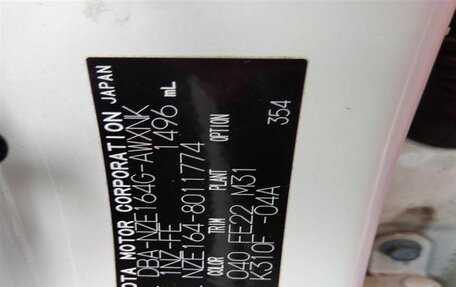 OTA MOTOR CORPORATION JAPAN
DBA-NZE164G-AWXNK
1NZ-FE 1496 mL
NZE164-8011774
COLOR TRIM PLANT OPTION
040 FE22 M31
K310F -04A 354